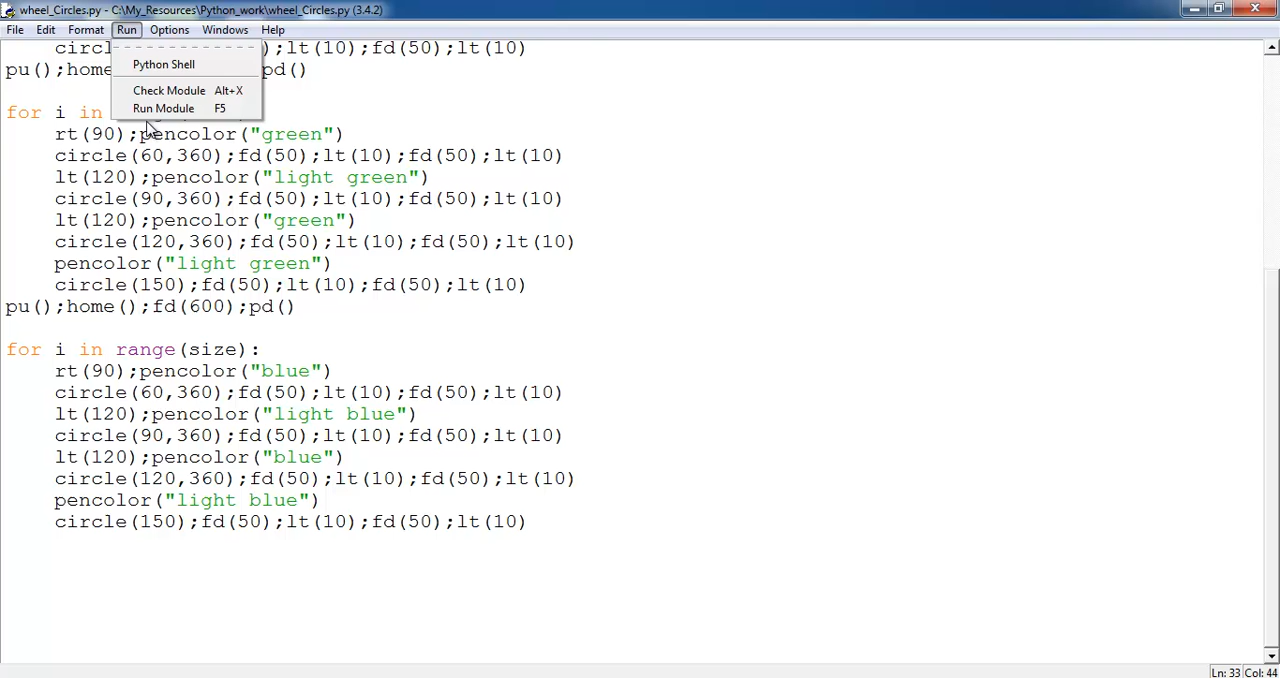 wheel_Circles.py - C:\My_Resources\Python_work\wheel_Circles.py (3.4.2)
File Edit Format Run Options Windows Help
Python Shell
Check Module Alt+X
Run Module F5
circ );lt(10);fd(50);lt(10)
pu();home pd()
for i in
rt(90);pencolor("green")
circle(60,360);fd(50);lt(10);fd(50);lt(10)
lt(120);pencolor("light green")
circle(90,360);fd(50);lt(10);fd(50);lt(10)
lt(120);pencolor("green")
circle(120,360);fd(50);lt(10);fd(50);lt(10)
pencolor("light green")
circle(150);fd(50);lt(10);fd(50);lt(10)
pu();home();fd(600);pd()
for i in range(size):
rt(90);pencolor("blue")
circle(60,360);fd(50);lt(10);fd(50);lt(10)
lt(120);pencolor("light blue")
circle(90,360);fd(50);lt(10);fd(50);lt(10)
lt(120);pencolor("blue")
circle(120,360);fd(50);lt(10);fd(50);lt(10)
pencolor("light blue")
circle(150);fd(50);lt(10);fd(50);lt(10)
Ln: 33 Col: 44